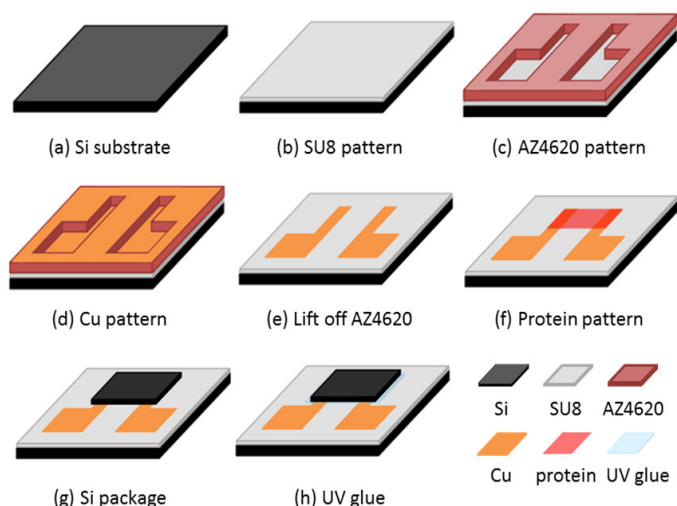 (a) Si substrate
(b) SU8 pattern
(c) AZ4620 pattern
(d) Cu pattern
(e) Lift off AZ4620
(f) Protein pattern
(g) Si package
(h) UV glue
Si
SU8
AZ4620
Cu
protein
UV glue